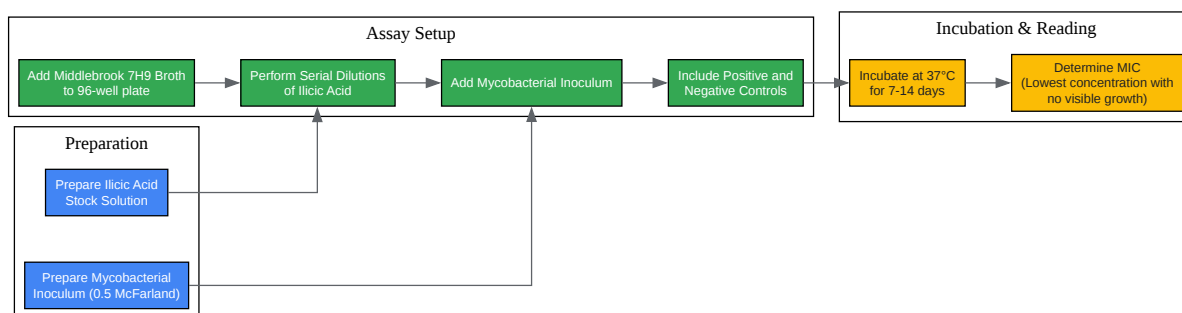 Assay Setup
Add Middlebrook 7H9 Broth
to 96-well plate
Perform Serial Dilutions
of Ilicic Acid
Add Mycobacterial Inoculum
Include Positive and
Negative Controls
Incubation & Reading
Incubate at 37°C
for 7-14 days
Determine MIC
(Lowest concentration with
no visible growth)
Preparation
Prepare Ilicic Acid
Stock Solution
Prepare Mycobacterial
Inoculum (0.5 McFarland)